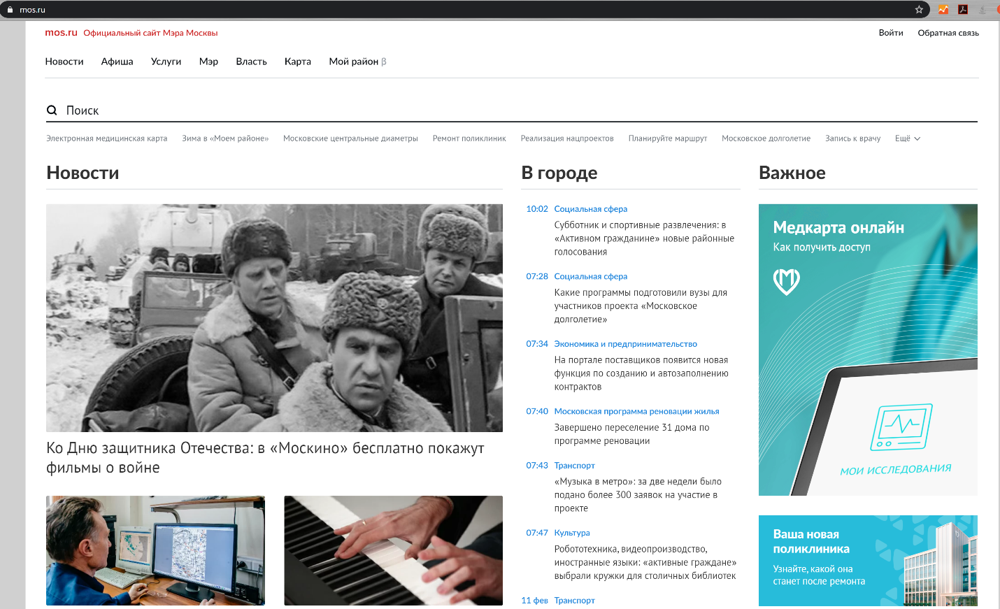 mos.ru
mos.ru Официальный сайт Мэра Москвы
Войти Обратная связь
Новости Афиша Услуги Мэр Власть Карта Мой район β
Поиск
Электронная медицинская карта Зима в «Моем районе» Московские центральные диаметры Ремонт поликлиник Реализация нацпроектов Планируйте маршрут Московское долголетие Запись к врачу Ещё
Новости
Ко Дню защитника Отечества: в «Москино» бесплатно покажут
фильмы о войне
В городе
10:02 Социальная сфера
Субботник и спортивные развлечения: в
«Активном гражданине» новые районные
голосования
07:28 Социальная сфера
Какие программы подготовили вузы для
участников проекта «Московское
долголетие»
07:34 Экономика и предпринимательство
На портале поставщиков появится новая
функция по созданию и автозаполнению
контрактов
07:40 Московская программа реновации жилья
Завершено переселение 31 дома по
программе реновации
07:43 Транспорт
«Музыка в метро»: за две недели было
подано более 300 заявок на участие в
проекте
07:47 Культура
Робототехника, видеопроизводство,
иностранные языки: «активные граждане»
выбрали кружки для столичных библиотек
11 фев Транспорт
Важное
Медкарта онлайн
Как получить доступ
МОИ ИССЛЕДОВАНИЯ
Ваша новая
поликлиника
Узнайте, какой она
станет после ремонта